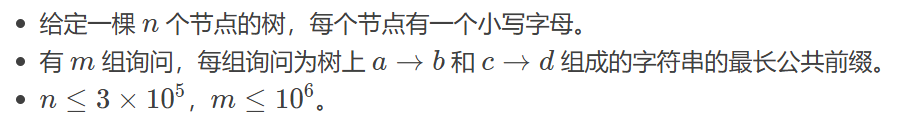 • 给定一棵 n 个节点的树，每个节点有一个小写字母。
• 有 m 组询问，每组询问为树上 a → b 和 c → d 组成的字符串的最长公共前缀。
• n ≤ 3 × 10⁵，m ≤ 10⁶。